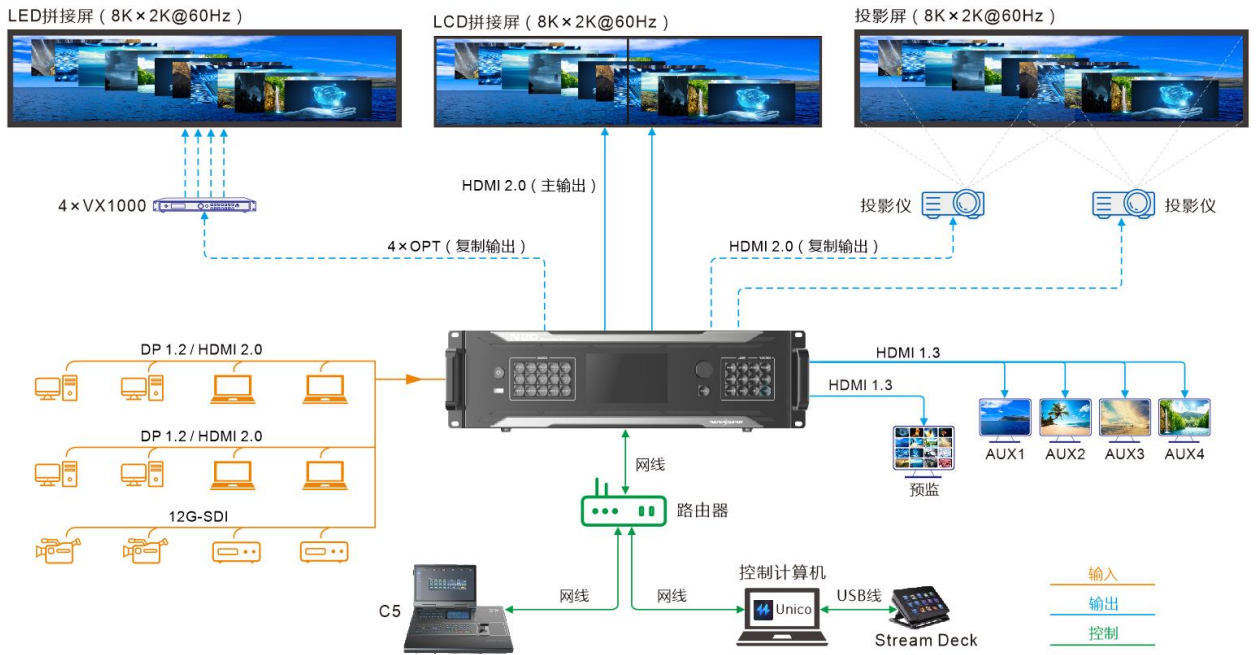 LED拼接屏（8K×2K@60Hz）
LCD拼接屏（8K×2K@60Hz）
投影屏（8K×2K@60Hz）
HDMI 2.0（主输出）
4×VX1000
投影仪
投影仪
4×OPT（复制输出）
HDMI 2.0（复制输出）
DP 1.2 / HDMI 2.0
HDMI 1.3
HDMI 1.3
DP 1.2 / HDMI 2.0
AUX1
AUX2
AUX3
AUX4
网线
预监
12G-SDI
路由器
控制计算机
输入
网线
网线
USB线
输出
C5
Unico
Stream Deck
控制